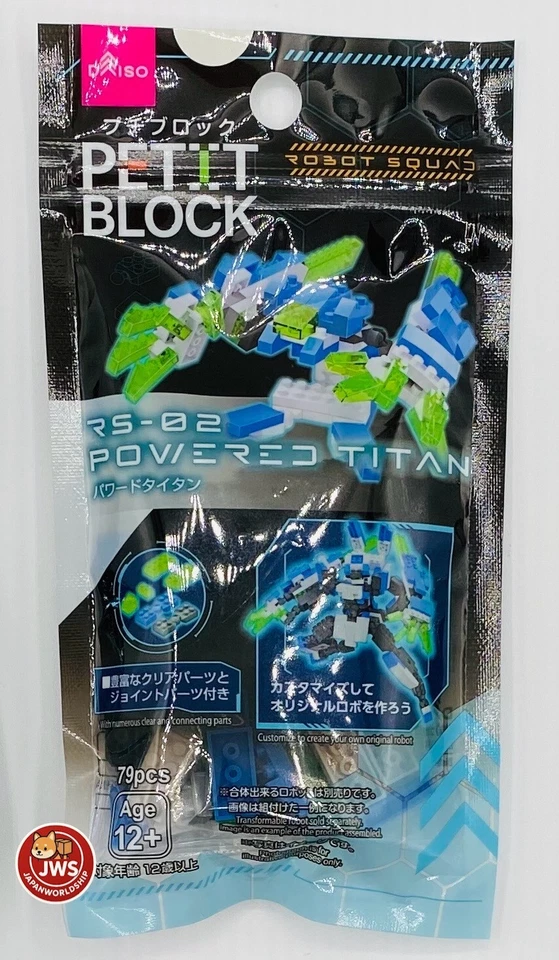 DAISO
プチブロック
PETIT
BLOCK
ROBOT SQUAD
RS-02
POWERED TITAN
パワードタイタン
■豊富なクリアパーツと
ジョイントパーツ付き
With numerous clear and connecting parts
カスタマイズして
オリジナルロボを作ろう
Customize to create your own original robot
79pcs
Age
12+
対象年齢12歳以上
※合体出来るロボットは別売りです。
画像は組付けた一例になります。
Transformable robot sold separately.
Image is an example of the product assembled.
illustrative purposes only.
JWS
JAPANWORLDSHIP